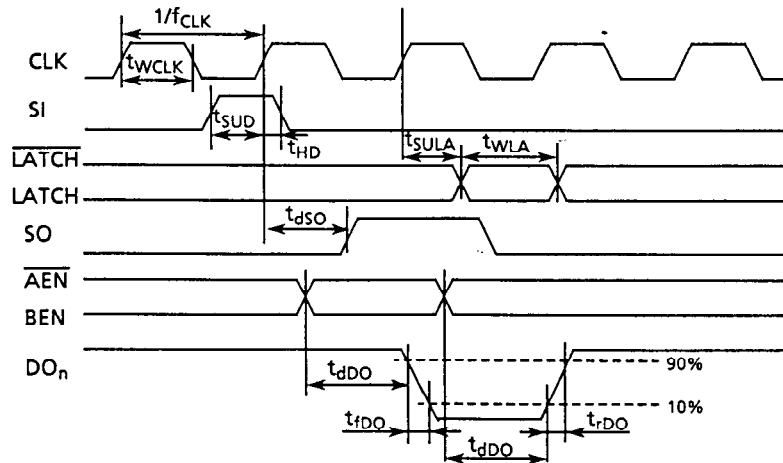 1/fCLK
CLK
tWCLK
SI
tSUD
tHD
tSULA
tWLA
LATCH
LATCH
tdSO
SO
AEN
BEN
DOn
90%
tdDO
10%
tfDO
trDO
tdDO